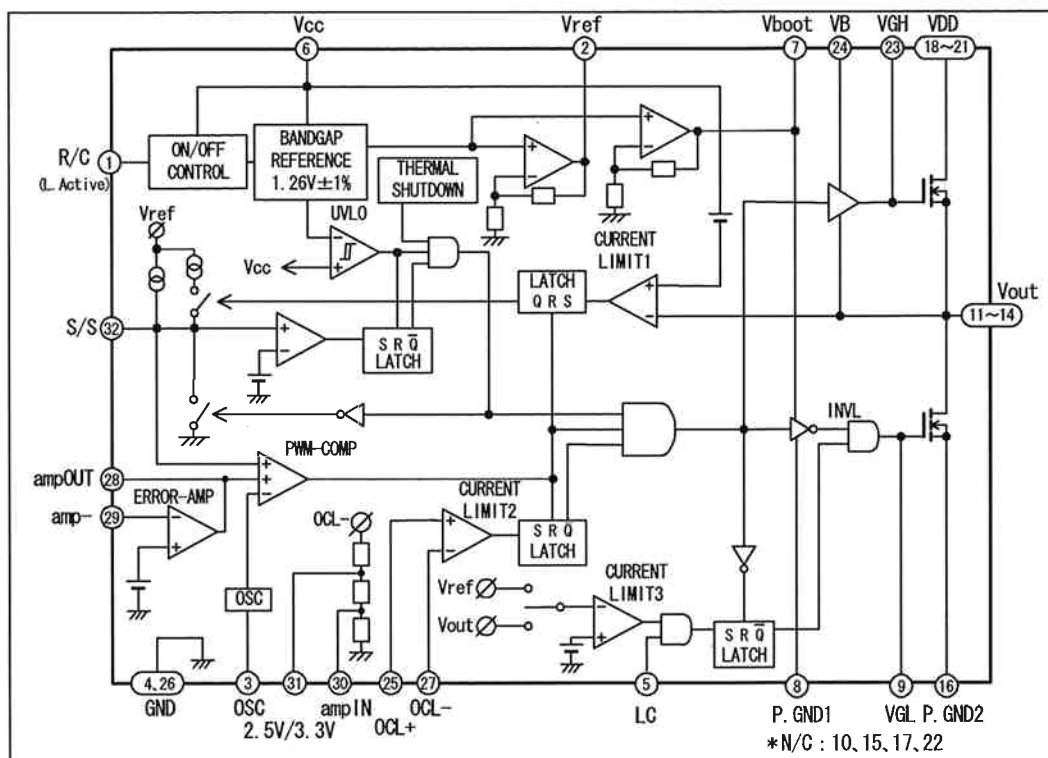 Vcc
Vref
Vboot
VB
VGH
VDD
6
2
7
24
23
18~21
R/C
1
(L.Active)
ON/OFF
CONTROL
BANDGAP
REFERENCE
1.26V±1%
THERMAL
SHUTDOWN
UVLO
Vref
Vcc
CURRENT
LIMIT1
LATCH
Q R S
Vout
11~14
S/S
32
S R Q̅
LATCH
INVL
PWM-COMP
ampOUT
28
amp-
29
ERROR-AMP
OCL-
CURRENT
LIMIT2
S R Q̅
LATCH
OSC
Vref
Vout
CURRENT
LIMIT3
S R Q̅
LATCH
4, 26
3
31
30
25
27
5
8
9
16
GND
OSC
2.5V/3.3V
ampIN
OCL+
OCL-
LC
P.GND1
VGL
P.GND2
*N/C : 10、15、17、22